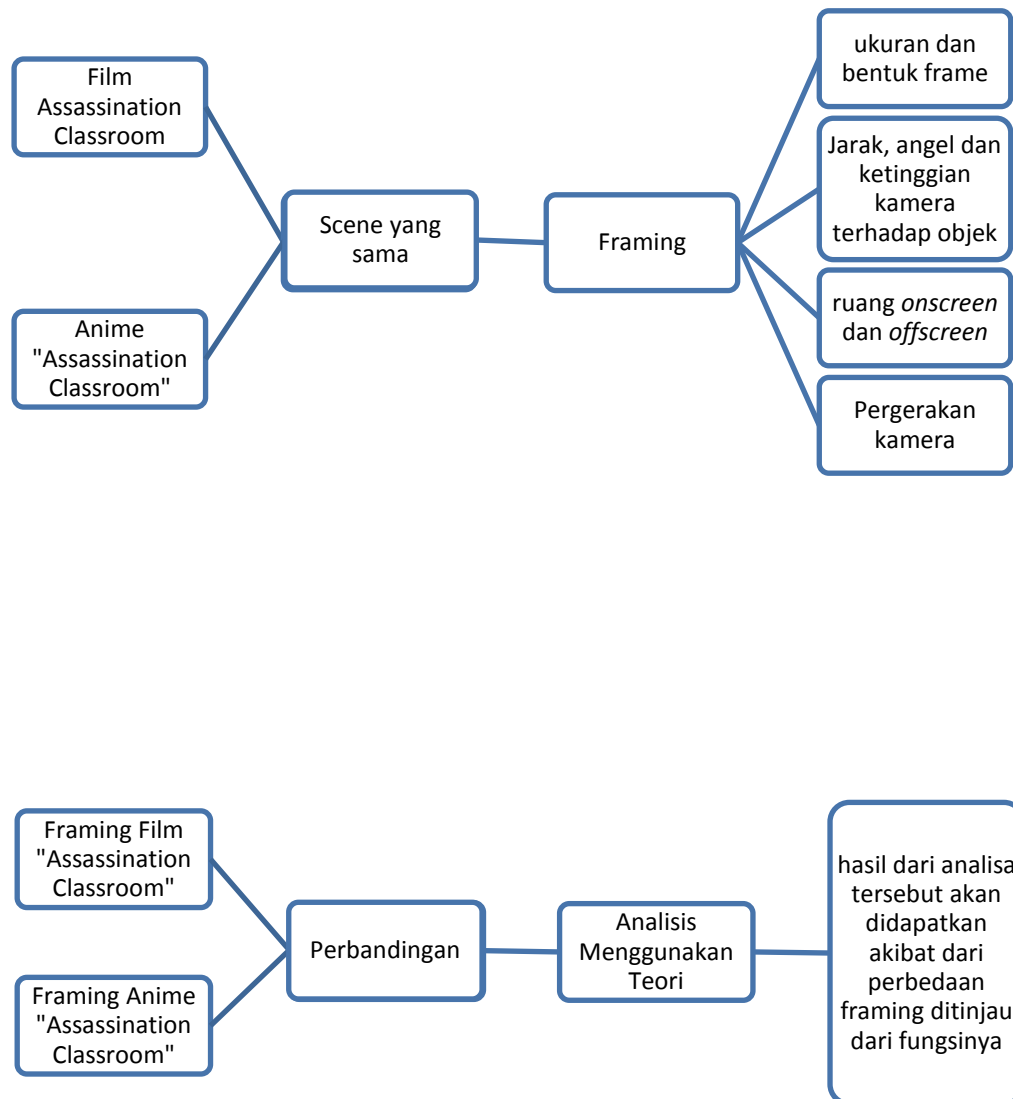 Film
Assassination
Classroom
Anime
"Assassination
Classroom"
Scene yang
sama
Framing
ukuran dan
bentuk frame
Jarak, angel dan
ketinggian
kamera
terhadap objek
ruang onscreen
dan offscreen
Pergerakan
kamera
Framing Film
"Assassination
Classroom"
Framing Anime
"Assassination
Classroom"
Perbandingan
Analisis
Menggunakan
Teori
hasil dari analisa
tersebut akan
didapatkan
akibat dari
perbedaan
framing ditinjau
dari fungsinya